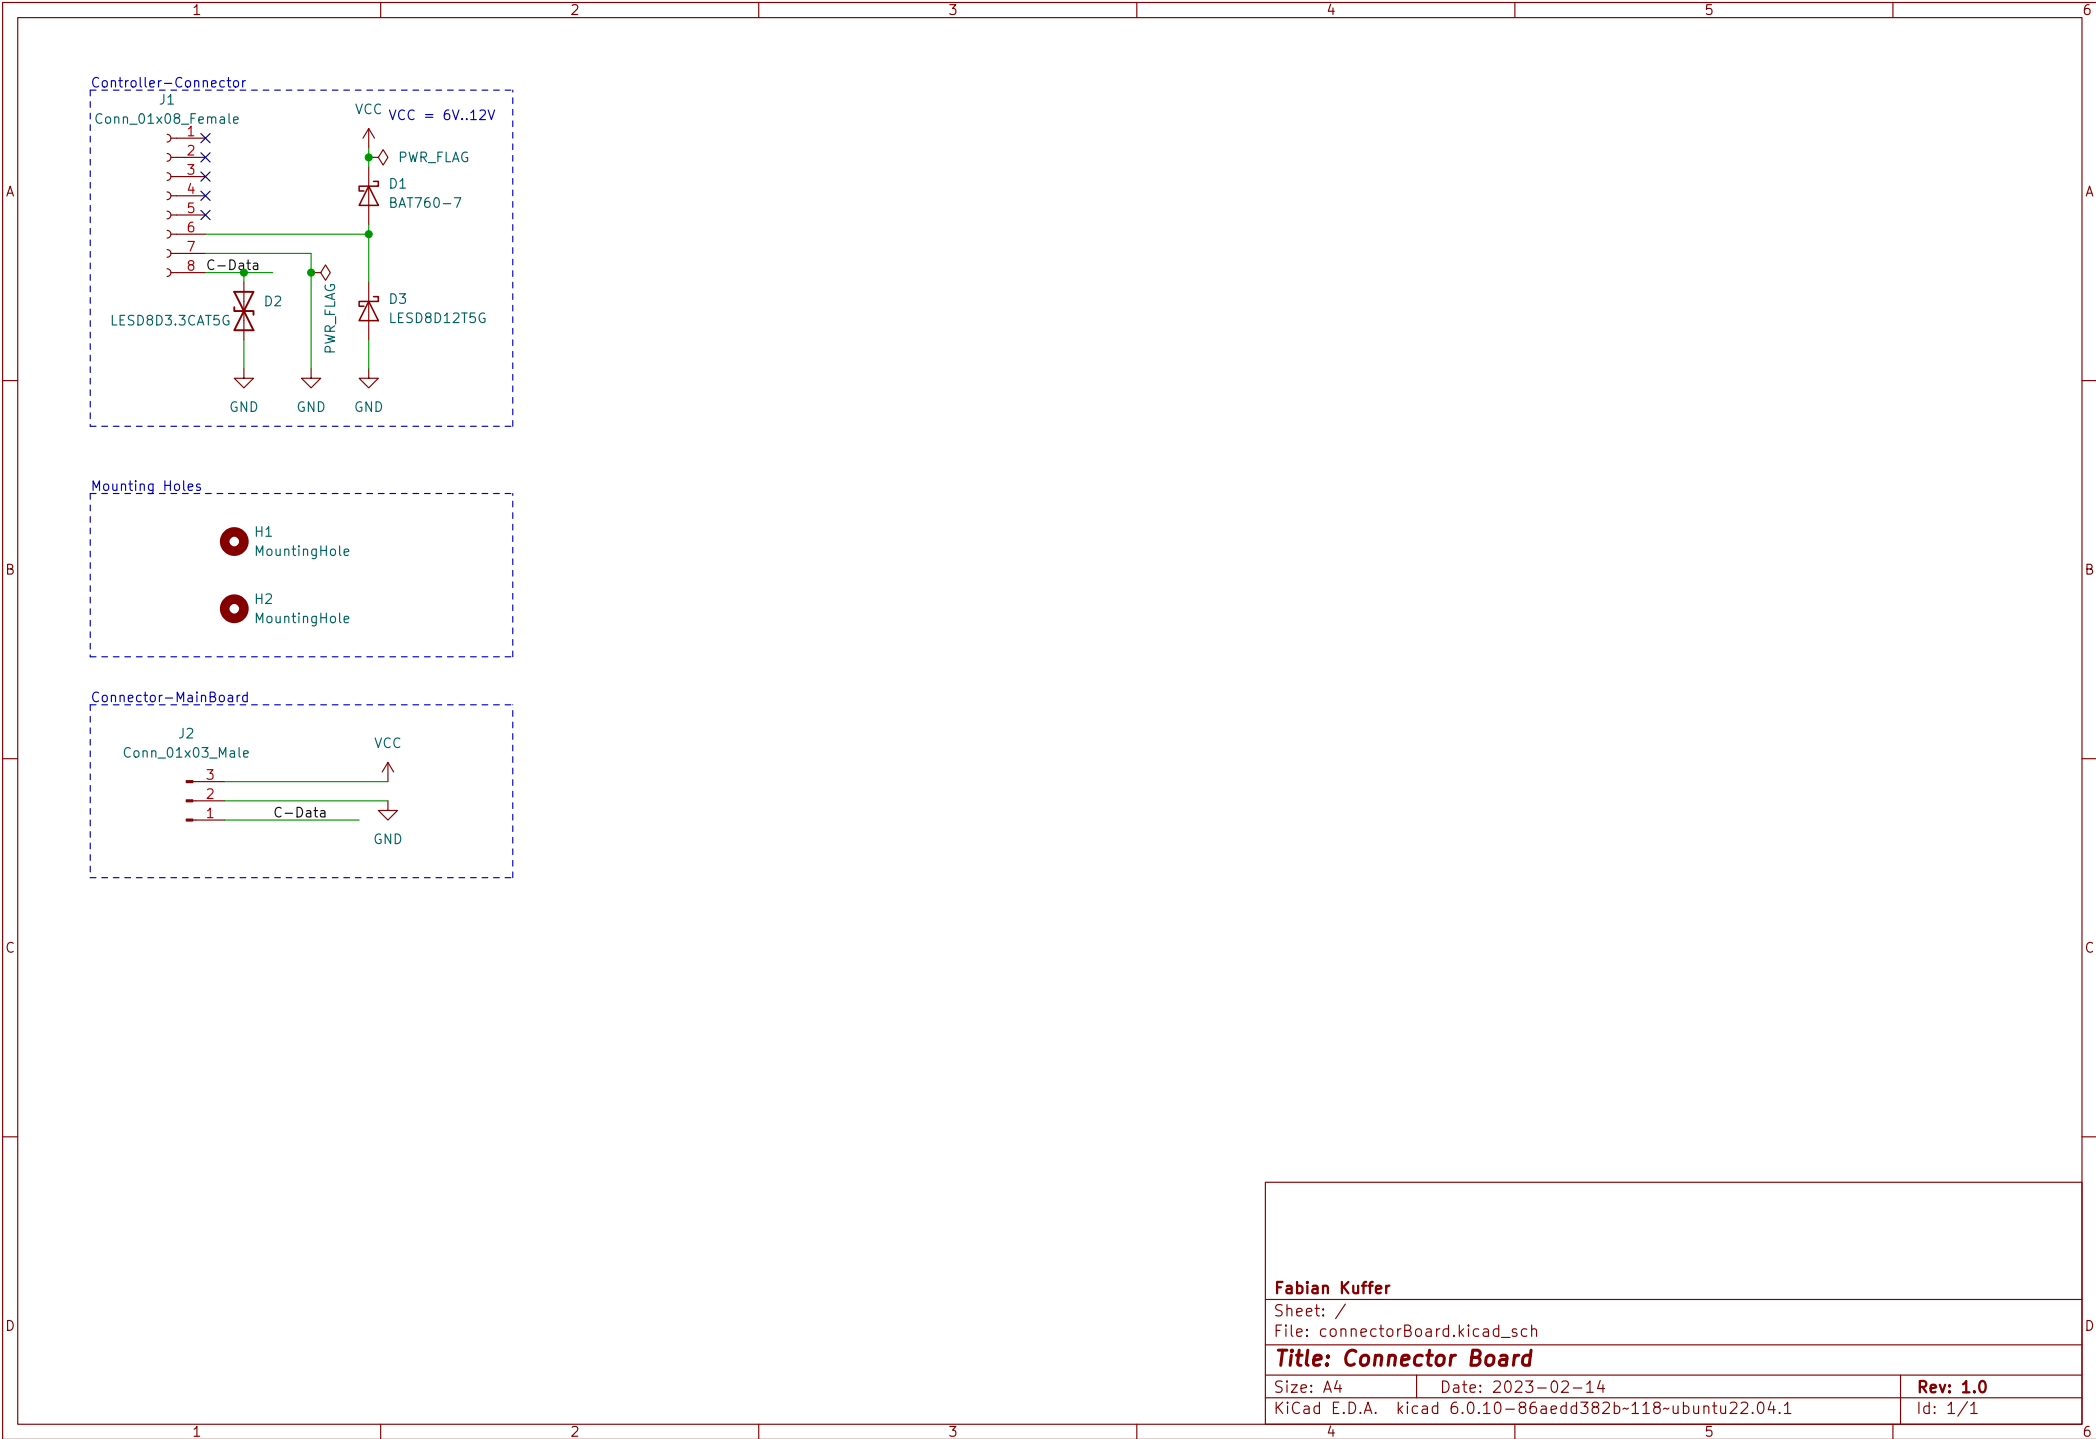 1 2 3 4 5 6
Controller-Connector
J1
Conn_01x08_Female
VCC
VCC = 6V..12V
1
2
3
4
5
6
7
8
C-Data
PWR_FLAG
D1
BAT760-7
D2
LESD8D3.3CAT5G
PWR_FLAG
D3
LESD8D12T5G
GND GND GND
A A
Mounting Holes
H1
MountingHole
H2
MountingHole
B B
Connector-MainBoard
J2
Conn_01x03_Male
VCC
3
2
1
C-Data
GND
C C
Fabian Kuffer
Sheet: /
File: connectorBoard.kicad_sch
D D
Title: Connector Board
Size: A4 Date: 2023-02-14 Rev: 1.0
KiCad E.D.A. kicad 6.0.10-86aedd382b~118~ubuntu22.04.1 Id: 1/1
1 2 3 4 5 6